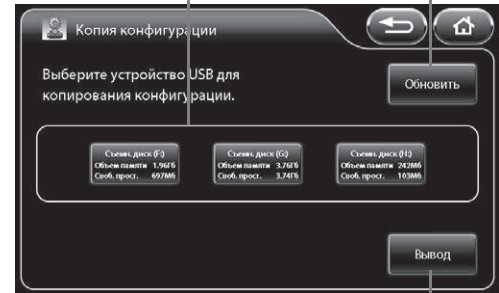 Копия конфигурации
Выберите устройство USB для
копирования конфигурации.
Обновить
Съемн. диск (F:)
Объем памяти 1.96Гб
Своб. прост. 697Мб
Съемн. диск (G:)
Объем памяти 3.76Гб
Своб. прост. 3.74Гб
Съемн. диск (H:)
Объем памяти 242Мб
Своб. прост. 103Мб
Вывод